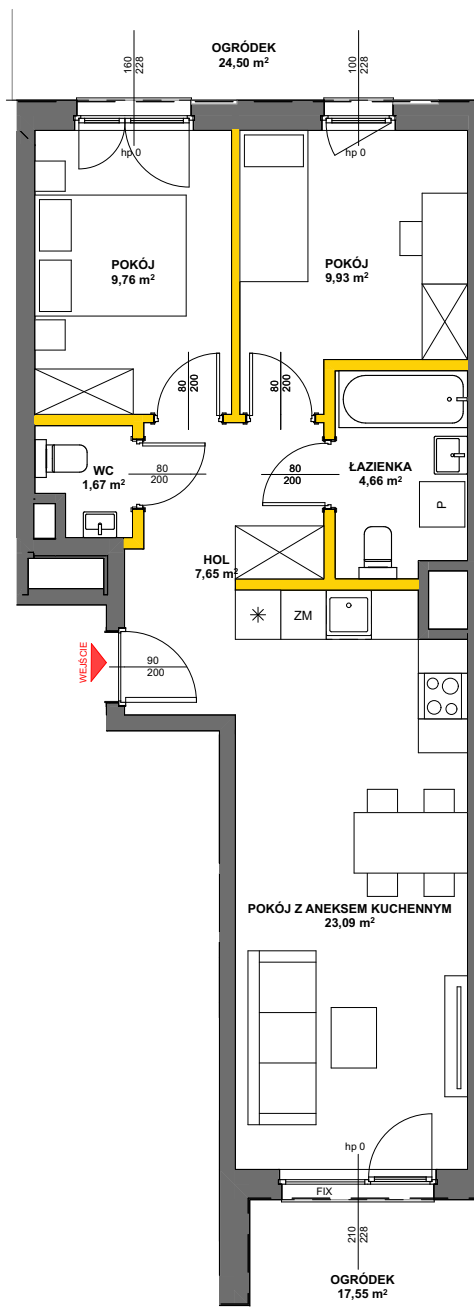 OGRÓDEK
24,50 m²
160
228
100
228
hp 0
hp 0
POKÓJ
9,76 m²
POKÓJ
9,93 m²
80
200
80
200
WC
1,67 m²
80
200
80
200
ŁAZIENKA
4,66 m²
P
HOL
7,65 m²
ZM
WEJŚCIE
90
200
POKÓJ Z ANEKSEM KUCHENNYM
23,09 m²
hp 0
FIX
210
228
OGRÓDEK
17,55 m²